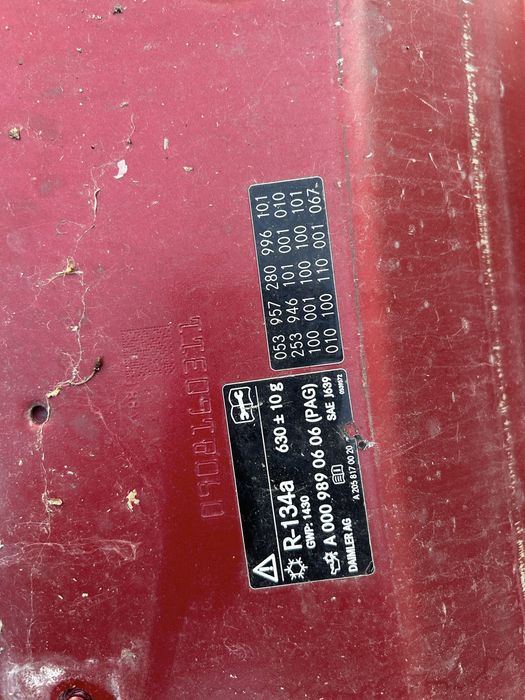 053 957 280 996 101
253 946 101 001 010
100 001 100 100 101
010 100 110 001 067-
R-134a 630 ± 10 g
GWP: 1430
A 000 989 06 06 (PAG)
DAIMLER AG SAE J639
A 205 817 00 20